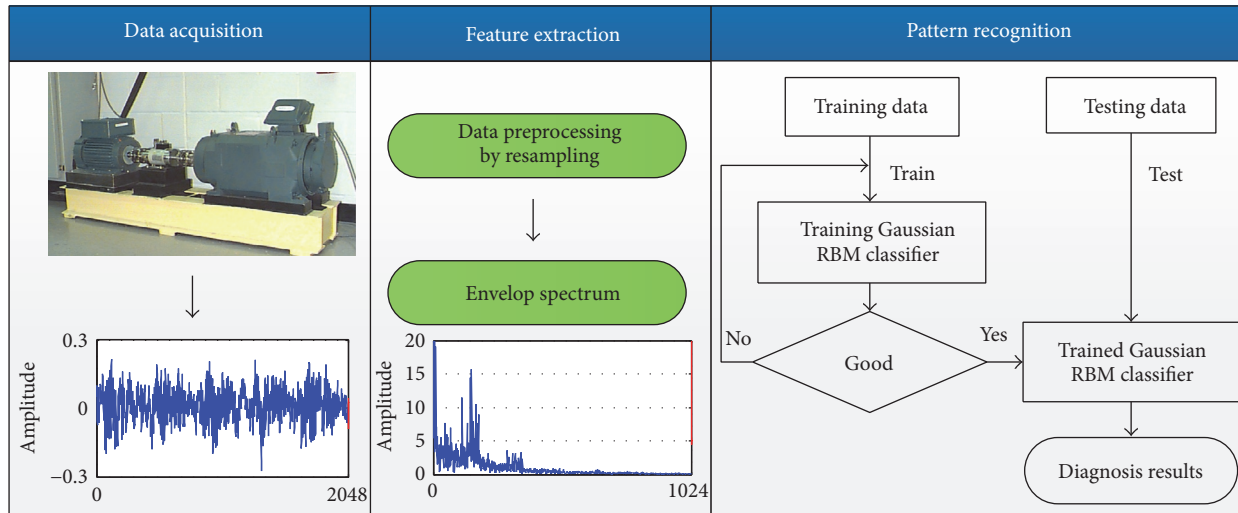 Data acquisition
Feature extraction
Pattern recognition
Data preprocessing
by resampling
Envelop spectrum
Amplitude
0.3
0
−0.3
0
2048
Amplitude
20
15
10
5
0
0
1024
Training data
Testing data
Train
Test
Training Gaussian
RBM classifier
No
Good
Yes
Trained Gaussian
RBM classifier
Diagnosis results